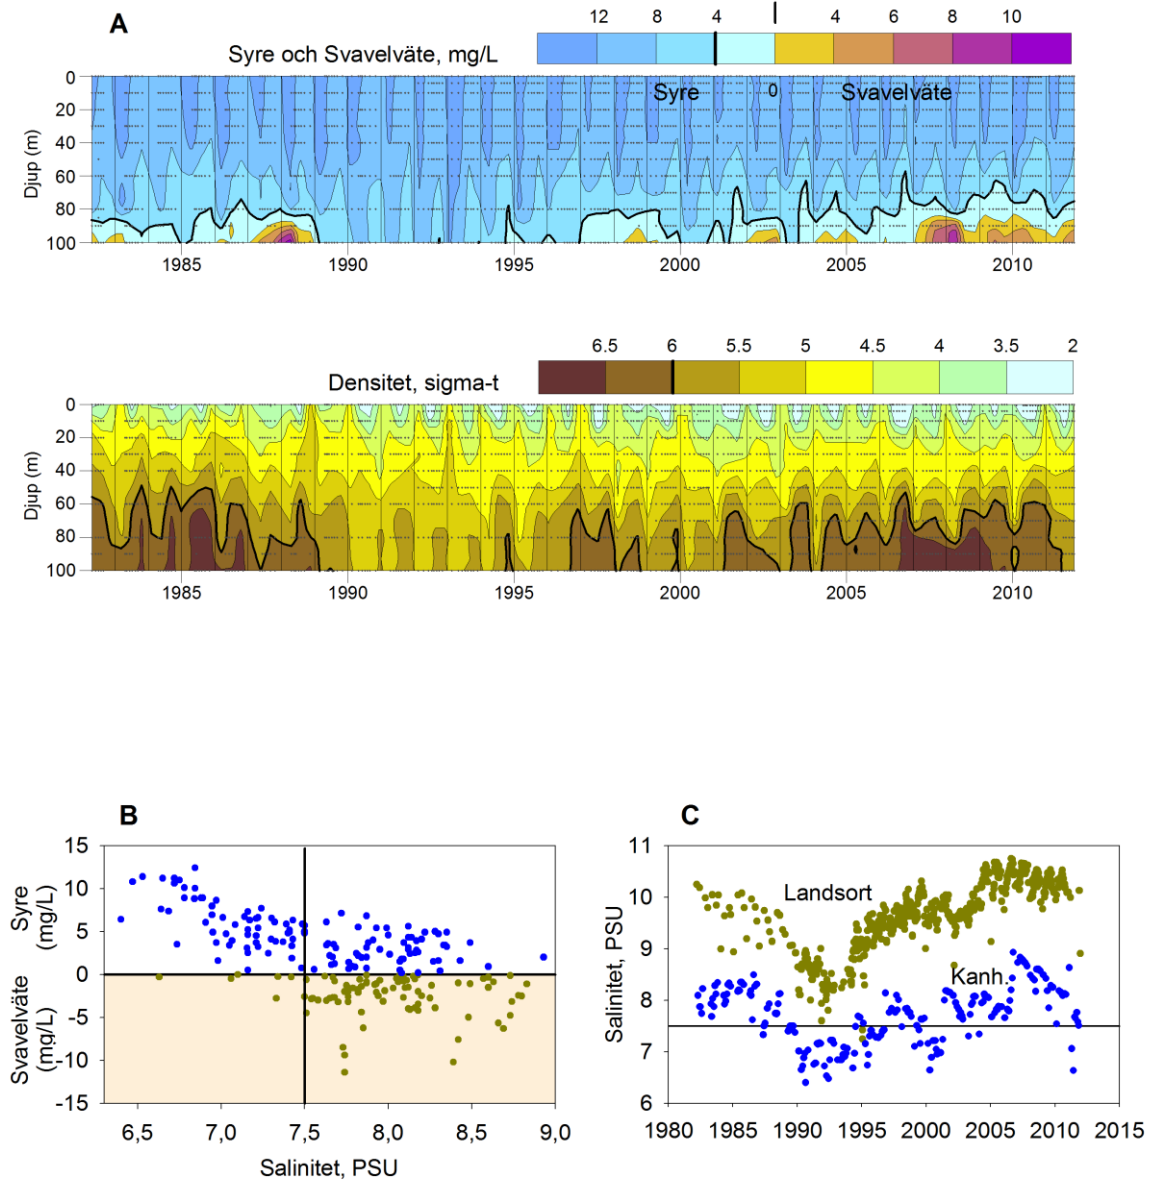 A
12 8 4 4 6 8 10
Syre och Svavelväte, mg/L
Syre 0 Svavelväte
Djup (m)
0
20
40
60
80
100
1985 1990 1995 2000 2005 2010
6.5 6 5.5 5 4.5 4 3.5 2
Densitet, sigma-t
Djup (m)
0
20
40
60
80
100
1985 1990 1995 2000 2005 2010
B
Syre
(mg/L)
Svavelväte
(mg/L)
15
10
5
0
-5
-10
-15
6,5 7,0 7,5 8,0 8,5 9,0
Salinitet, PSU
C
Salinitet, PSU
11
10
9
8
7
6
Landsort
Kanh.
1980 1985 1990 1995 2000 2005 2010 2015